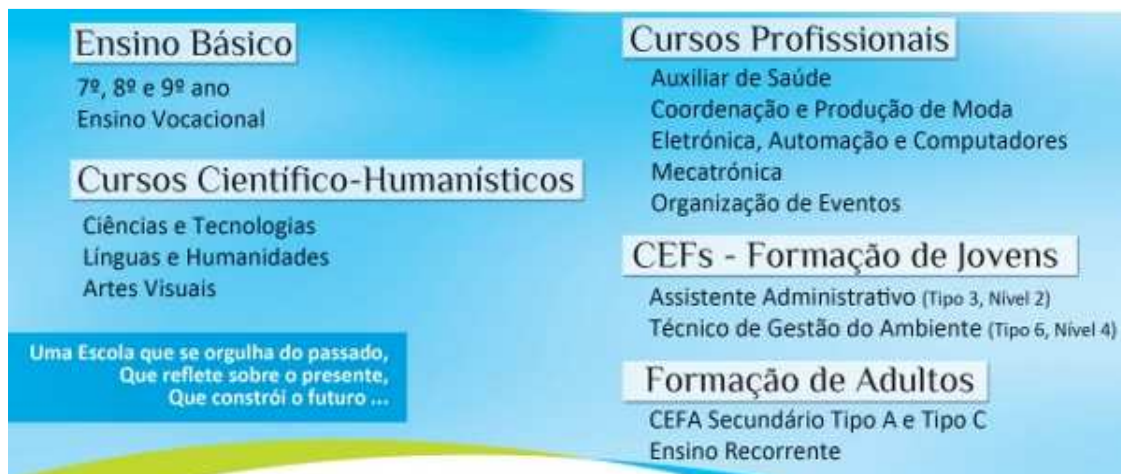 Ensino Básico
7º, 8º e 9º ano
Ensino Vocacional
Cursos Científico-Humanísticos
Ciências e Tecnologias
Línguas e Humanidades
Artes Visuais
Uma Escola que se orgulha do passado,
Que reflete sobre o presente,
Que constrói o futuro ...
Cursos Profissionais
Auxiliar de Saúde
Coordenação e Produção de Moda
Eletrónica, Automação e Computadores
Mecatrónica
Organização de Eventos
CEFs - Formação de Jovens
Assistente Administrativo (Tipo 3, Nível 2)
Técnico de Gestão do Ambiente (Tipo 6, Nível 4)
Formação de Adultos
CEFA Secundário Tipo A e Tipo C
Ensino Recorrente